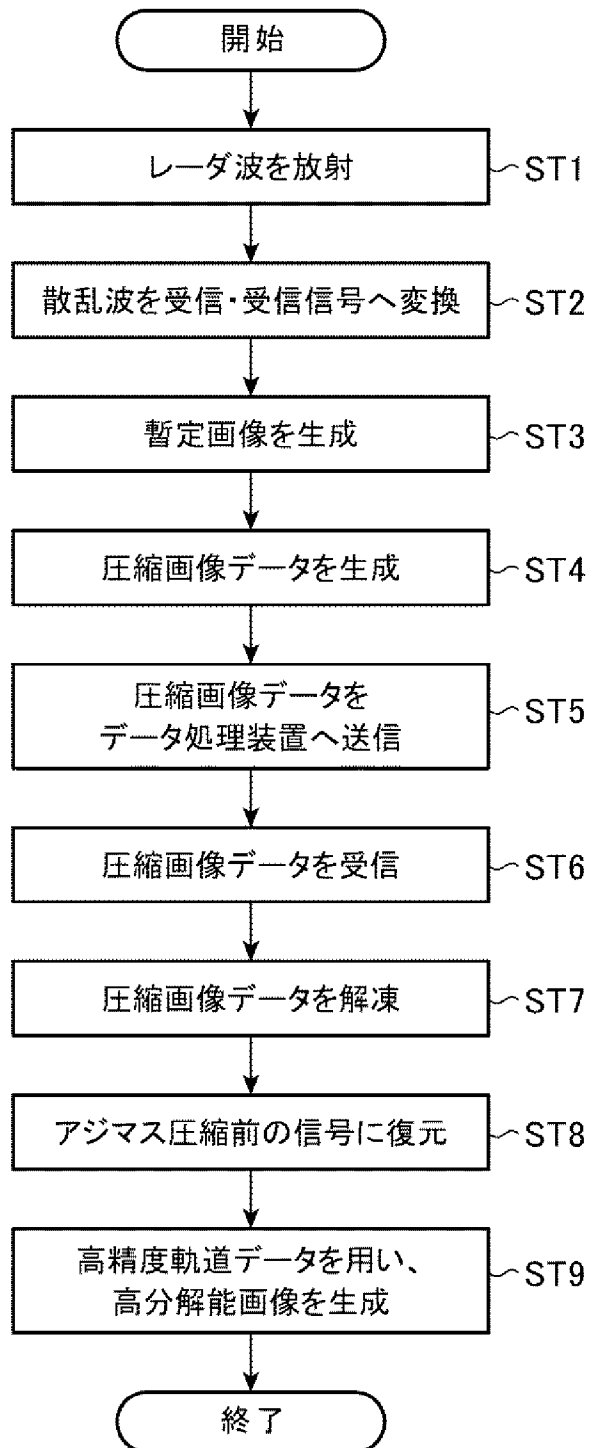 開始
レーダ波を放射
ST1
散乱波を受信・受信信号へ変換
ST2
暫定画像を生成
ST3
圧縮画像データを生成
ST4
圧縮画像データを
データ処理装置へ送信
ST5
圧縮画像データを受信
ST6
圧縮画像データを解凍
ST7
アジマス圧縮前の信号に復元
ST8
高精度軌道データを用い、
高分解能画像を生成
ST9
終了